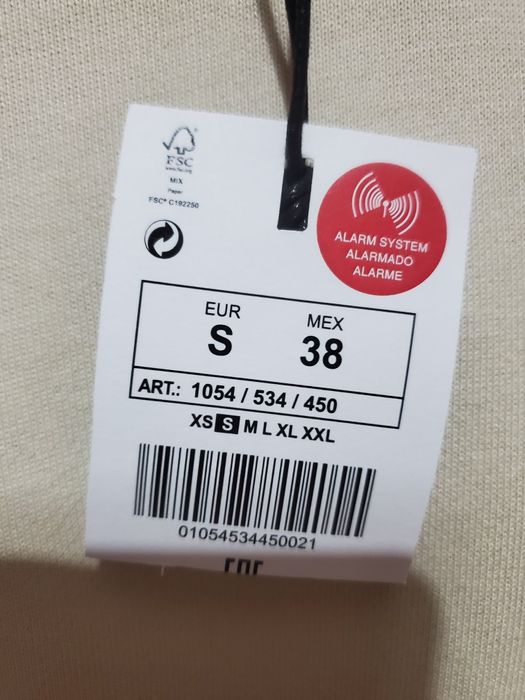 FSC
www.fsc.org
MIX
Paper
FSC® C192250
ALARM SYSTEM
ALARMADO
ALARME
EUR
S
MEX
38
ART.: 1054 / 534 / 450
XS S M L XL XXL
01054534450021